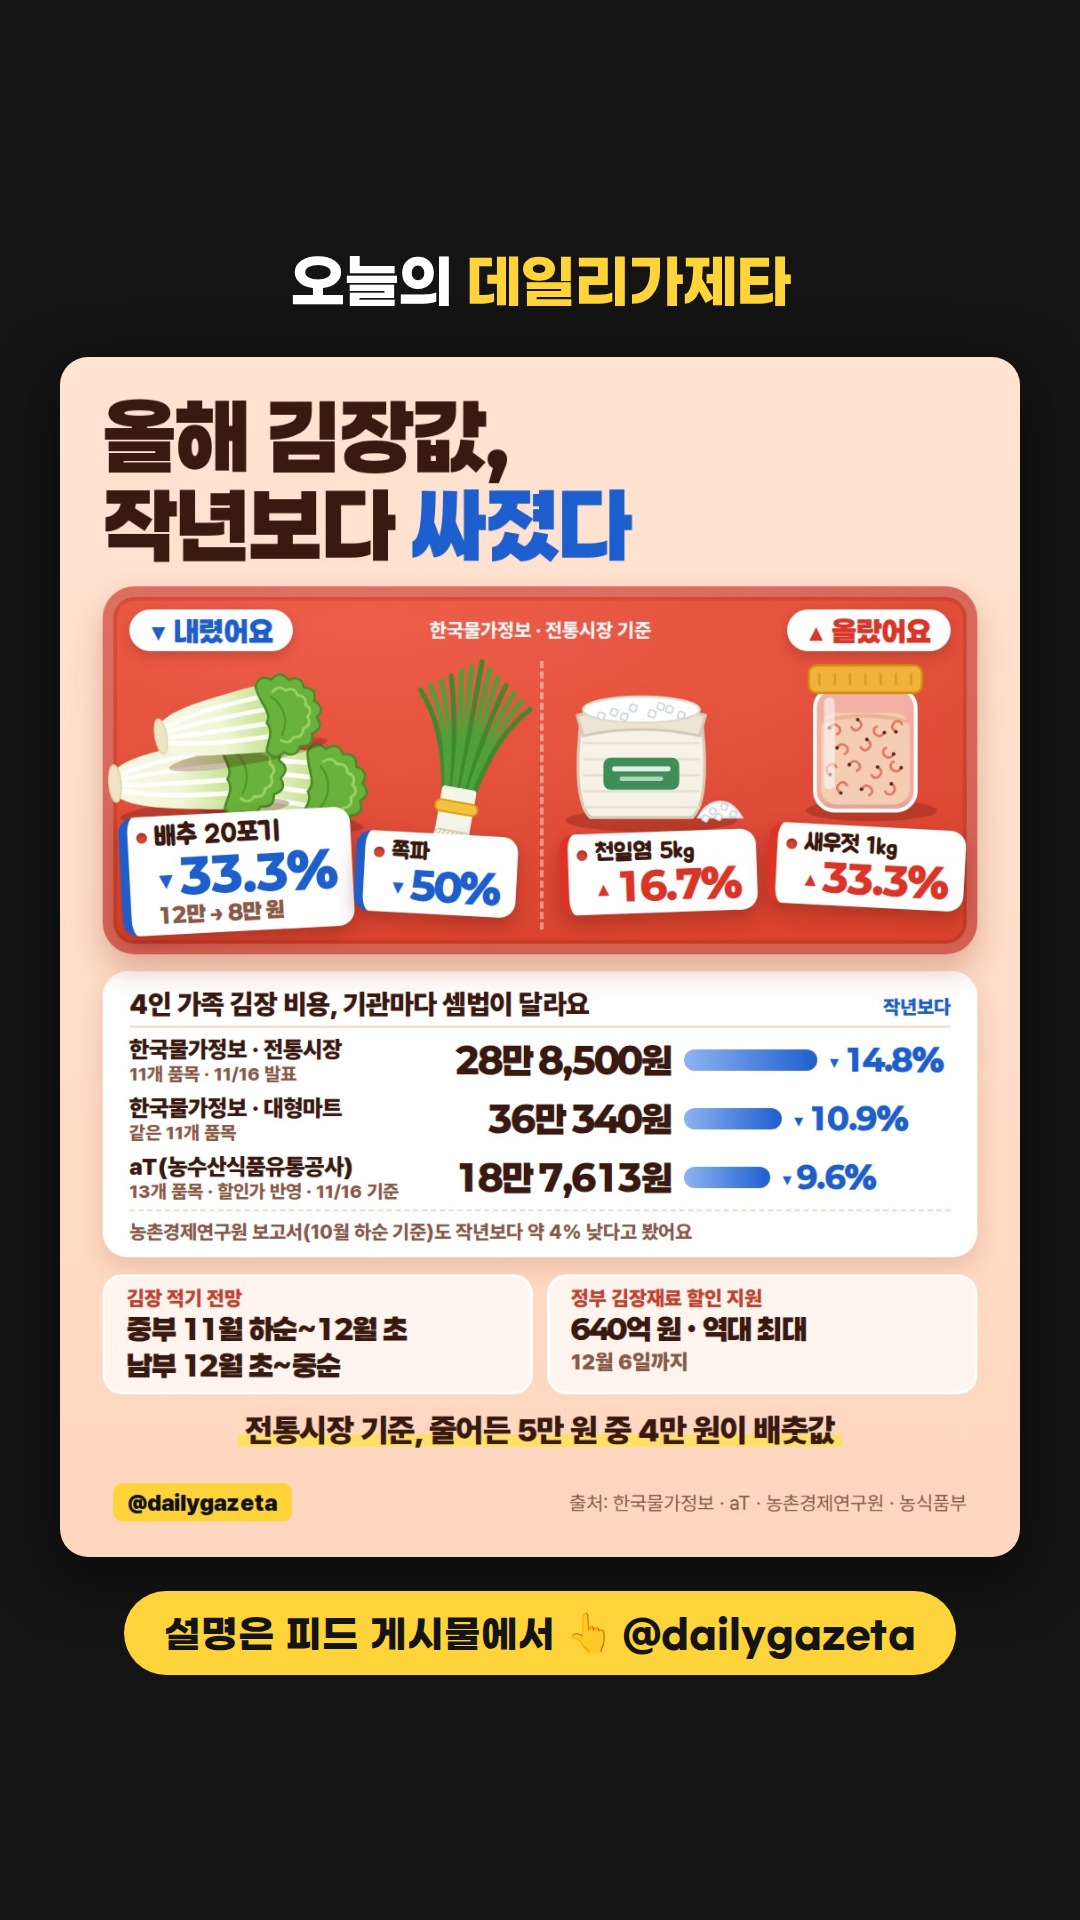 오늘의 데일리가제타
올해 김장값,
작년보다 싸졌다
▼ 내렸어요
한국물가정보 · 전통시장 기준
▲ 올랐어요
배추 20포기
▼33.3%
12만 → 8만 원
쪽파
▼50%
천일염 5kg
▲16.7%
새우젓 1kg
▲33.3%
4인 가족 김장 비용, 기관마다 셈법이 달라요
작년보다
한국물가정보 · 전통시장
11개 품목 · 11/16 발표
28만 8,500원
▼14.8%
한국물가정보 · 대형마트
같은 11개 품목
36만 340원
▼10.9%
aT(농수산식품유통공사)
13개 품목 · 할인가 반영 · 11/16 기준
18만 7,613원
▼9.6%
농촌경제연구원 보고서(10월 하순 기준)도 작년보다 약 4% 낮다고 봤어요
김장 적기 전망
중부 11월 하순~12월 초
남부 12월 초~중순
정부 김장재료 할인 지원
640억 원 · 역대 최대
12월 6일까지
전통시장 기준, 줄어든 5만 원 중 4만 원이 배춧값
@dailygazeta
출처: 한국물가정보 · aT · 농촌경제연구원 · 농식품부
설명은 피드 게시물에서 👆 @dailygazeta